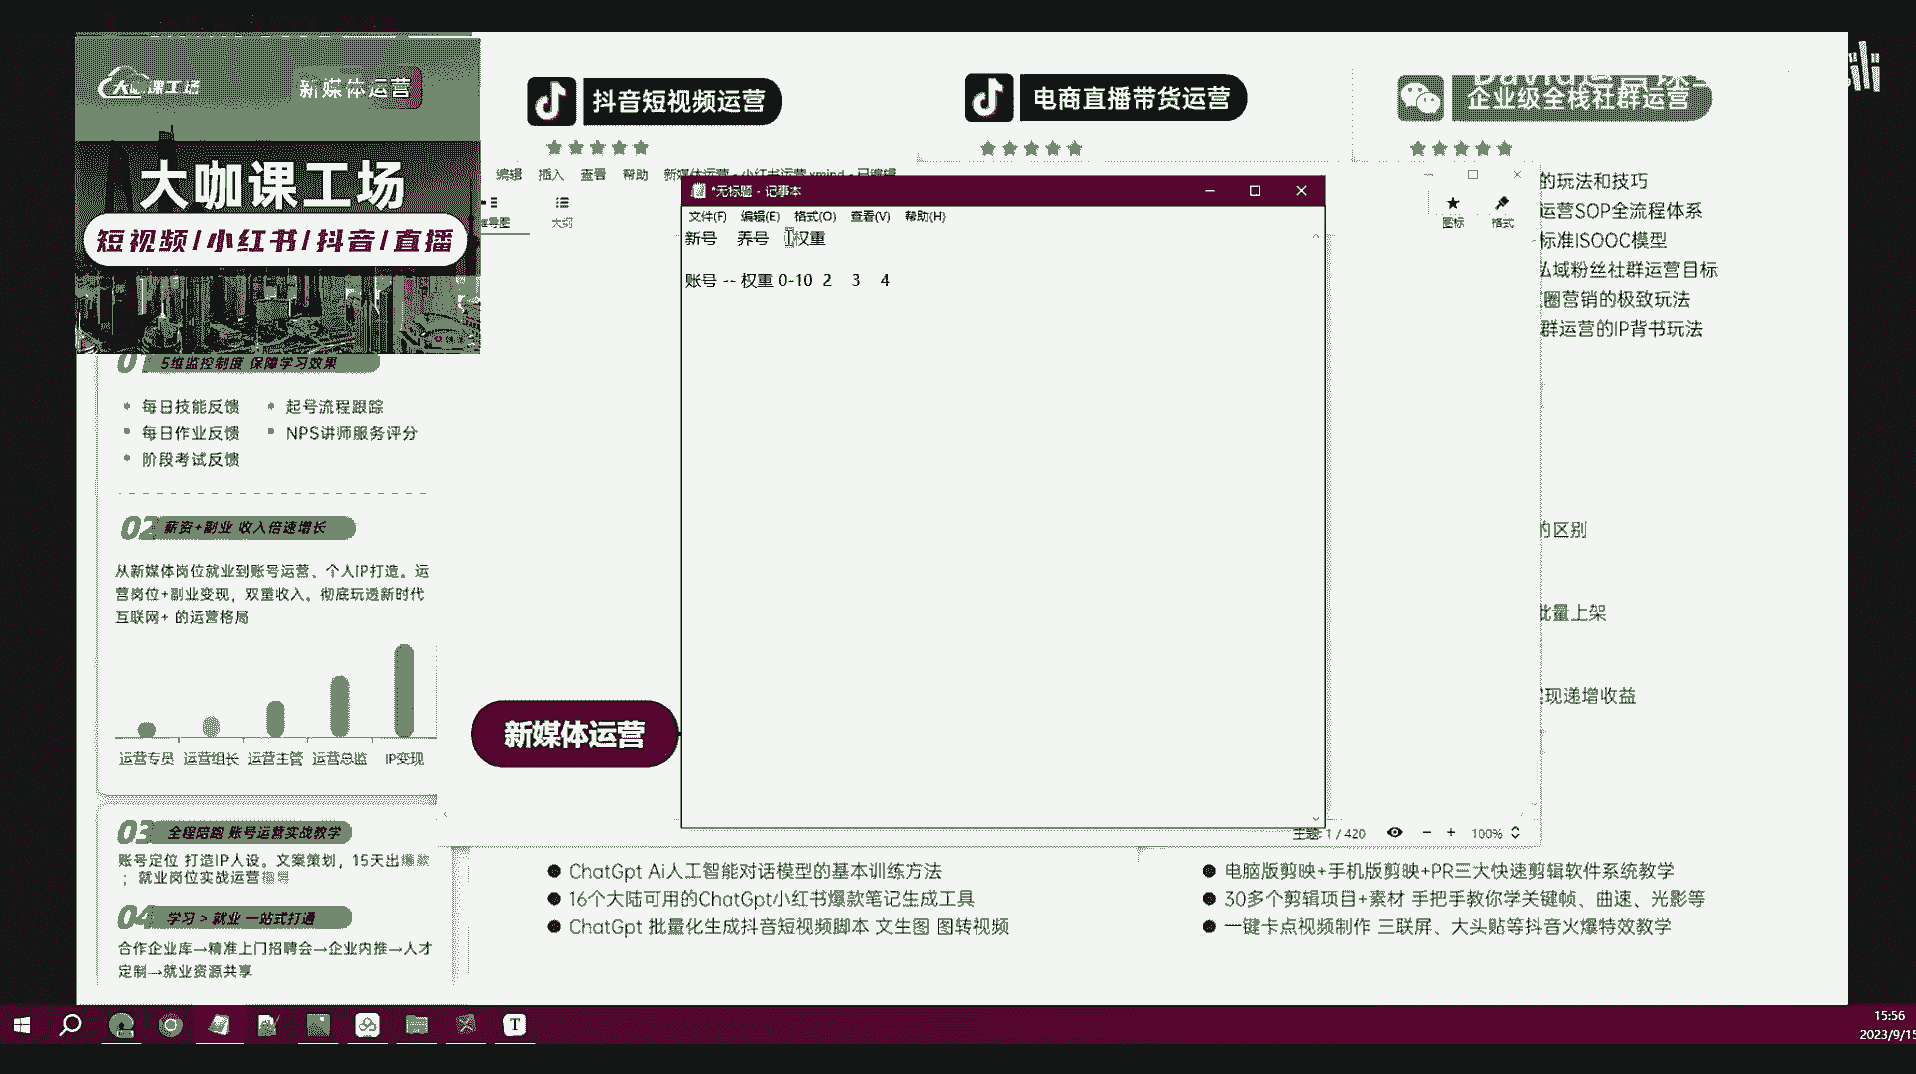 大咖课工场
新媒体运营
大咖课工场
短视频/小红书/抖音/直播
5维监控制度 保障学习效果
每日技能反馈
起号流程跟踪
每日作业反馈
NPS讲师服务评分
阶段考试反馈
02 薪资+副业 收入倍速增长
从新媒体岗位就业到账号运营、个人IP打造。运
营岗位+副业变现，双重收入。彻底玩透新时代
互联网+ 的运营格局
运营专员 运营组长 运营主管 运营总监 IP变现
03 全程陪跑 账号运营实战教学
账号定位 打造IP人设。文案策划，15天出爆款
；就业岗位实战运营指导
04 学习 > 就业 一站式打通
合作企业库→精准上门招聘会→企业内推→人才
定制→就业资源共享
抖音短视频运营
电商直播带货运营
企业级全栈社群运营
编辑 插入 查看 帮助 新媒体运营 - 小红书运营.xmind - 已编辑
大纲
图标 格式
*无标题 - 记事本
文件(F) 编辑(E) 格式(O) 查看(V) 帮助(H)
新号 养号 权重
账号 -- 权重 0-10 2 3 4
的玩法和技巧
运营SOP全流程体系
标准ISOOC模型
私域粉丝社群运营目标
圈营销的极致玩法
群运营的IP背书玩法
的区别
批量上架
现递增收益
新媒体运营
主题: 1 / 420
100%
ChatGpt Ai人工智能对话模型的基本训练方法
16个大陆可用的ChatGpt小红书爆款笔记生成工具
ChatGpt 批量化生成抖音短视频脚本 文生图 图转视频
电脑版剪映+手机版剪映+PR三大快速剪辑软件系统教学
30多个剪辑项目+素材 手把手教你学关键帧、曲速、光影等
一键卡点视频制作 三联屏、大头贴等抖音火爆特效教学
15:56
2023/9/15